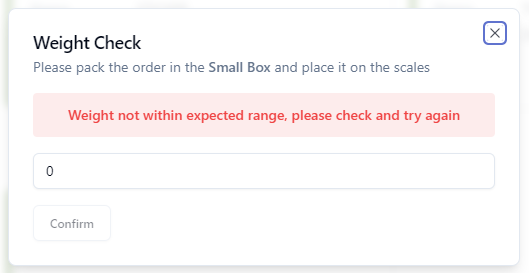 Weight Check
Please pack the order in the Small Box and place it on the scales
Weight not within expected range, please check and try again
0
Confirm